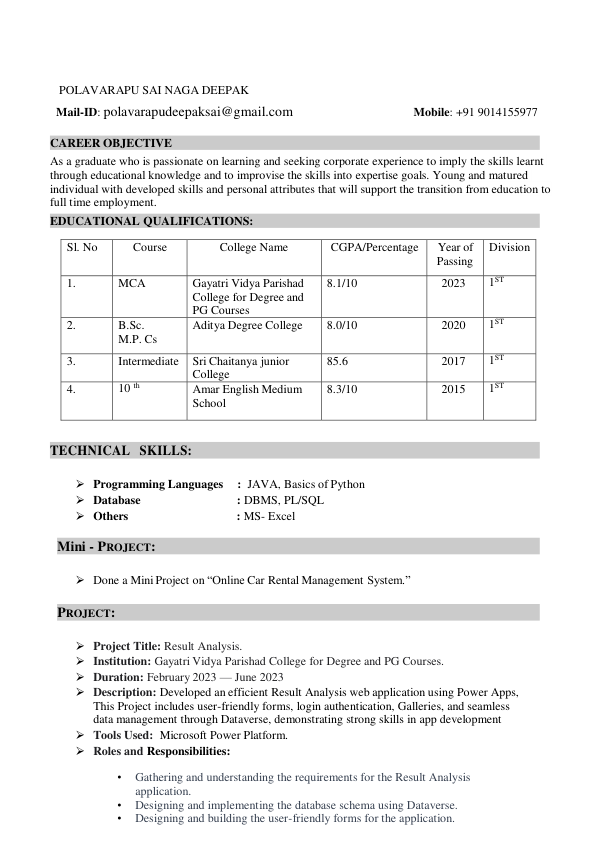 POLAVARAPU SAI NAGA DEEPAK
Mail-ID: polavarapudeepaksai@gmail.com Mobile: +91 9014155977
CAREER OBJECTIVE
As a graduate who is passionate on learning and seeking corporate experience to imply the skills learnt
through educational knowledge and to improvise the skills into expertise goals. Young and matured
individual with developed skills and personal attributes that will support the transition from education to
full time employment.
EDUCATIONAL QUALIFICATIONS:
Sl. No Course College Name CGPA/Percentage Year of Passing Division
1. MCA Gayatri Vidya Parishad College for Degree and PG Courses 8.1/10 2023 1ST
2. B.Sc. M.P. Cs Aditya Degree College 8.0/10 2020 1ST
3. Intermediate Sri Chaitanya junior College 85.6 2017 1ST
4. 10 th Amar English Medium School 8.3/10 2015 1ST
TECHNICAL SKILLS:
➢ Programming Languages : JAVA, Basics of Python
➢ Database : DBMS, PL/SQL
➢ Others : MS- Excel
Mini - PROJECT:
➢ Done a Mini Project on “Online Car Rental Management System.”
PROJECT:
➢ Project Title: Result Analysis.
➢ Institution: Gayatri Vidya Parishad College for Degree and PG Courses.
➢ Duration: February 2023 — June 2023
➢ Description: Developed an efficient Result Analysis web application using Power Apps,
This Project includes user-friendly forms, login authentication, Galleries, and seamless
data management through Dataverse, demonstrating strong skills in app development
➢ Tools Used: Microsoft Power Platform.
➢ Roles and Responsibilities:
• Gathering and understanding the requirements for the Result Analysis
application.
• Designing and implementing the database schema using Dataverse.
• Designing and building the user-friendly forms for the application.